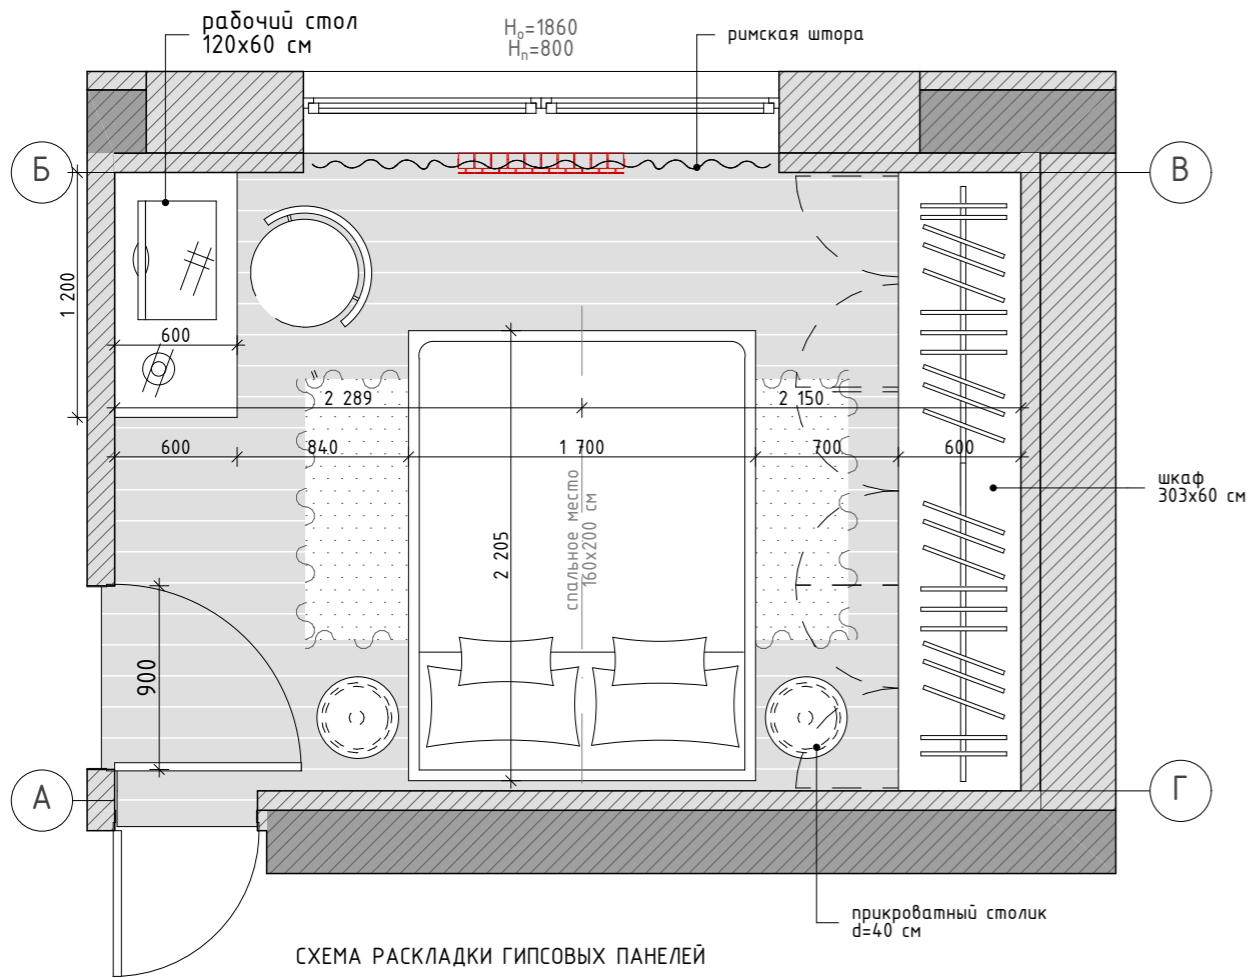 рабочий стол
120х60 см
Hо=1860
Hп=800
римская штора
Б
В
1 200
600
2 289
2 150
600
840
1 700
700
600
шкаф
303х60 см
спальное место
160х200 см
2 205
900
А
Г
прикроватный столик
d=40 см
СХЕМА РАСКЛАДКИ ГИПСОВЫХ ПАНЕЛЕЙ